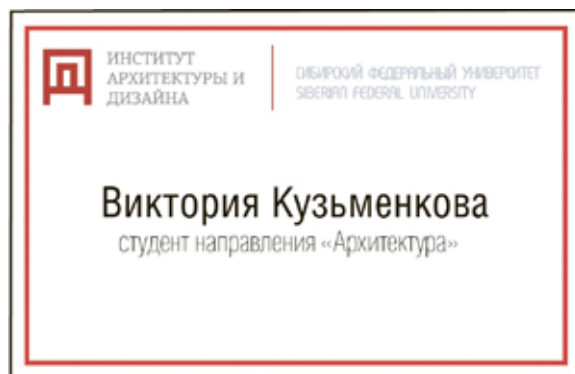 ИНСТИТУТ
АРХИТЕКТУРЫ И
ДИЗАЙНА
СИБИРСКИЙ ФЕДЕРАЛЬНЫЙ УНИВЕРСИТЕТ
SIBERIAN FEDERAL UNIVERSITY
Виктория Кузьменкова
студент направления «Архитектура»